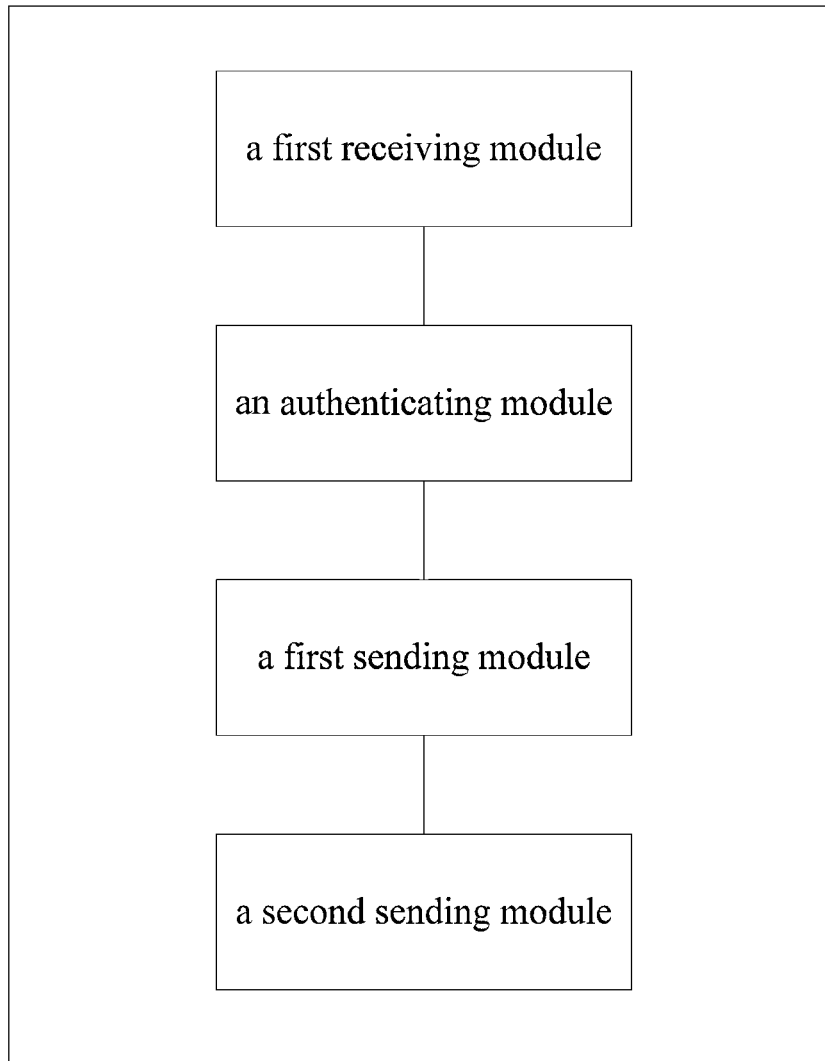 a first receiving module
an authenticating module
a first sending module
a second sending module